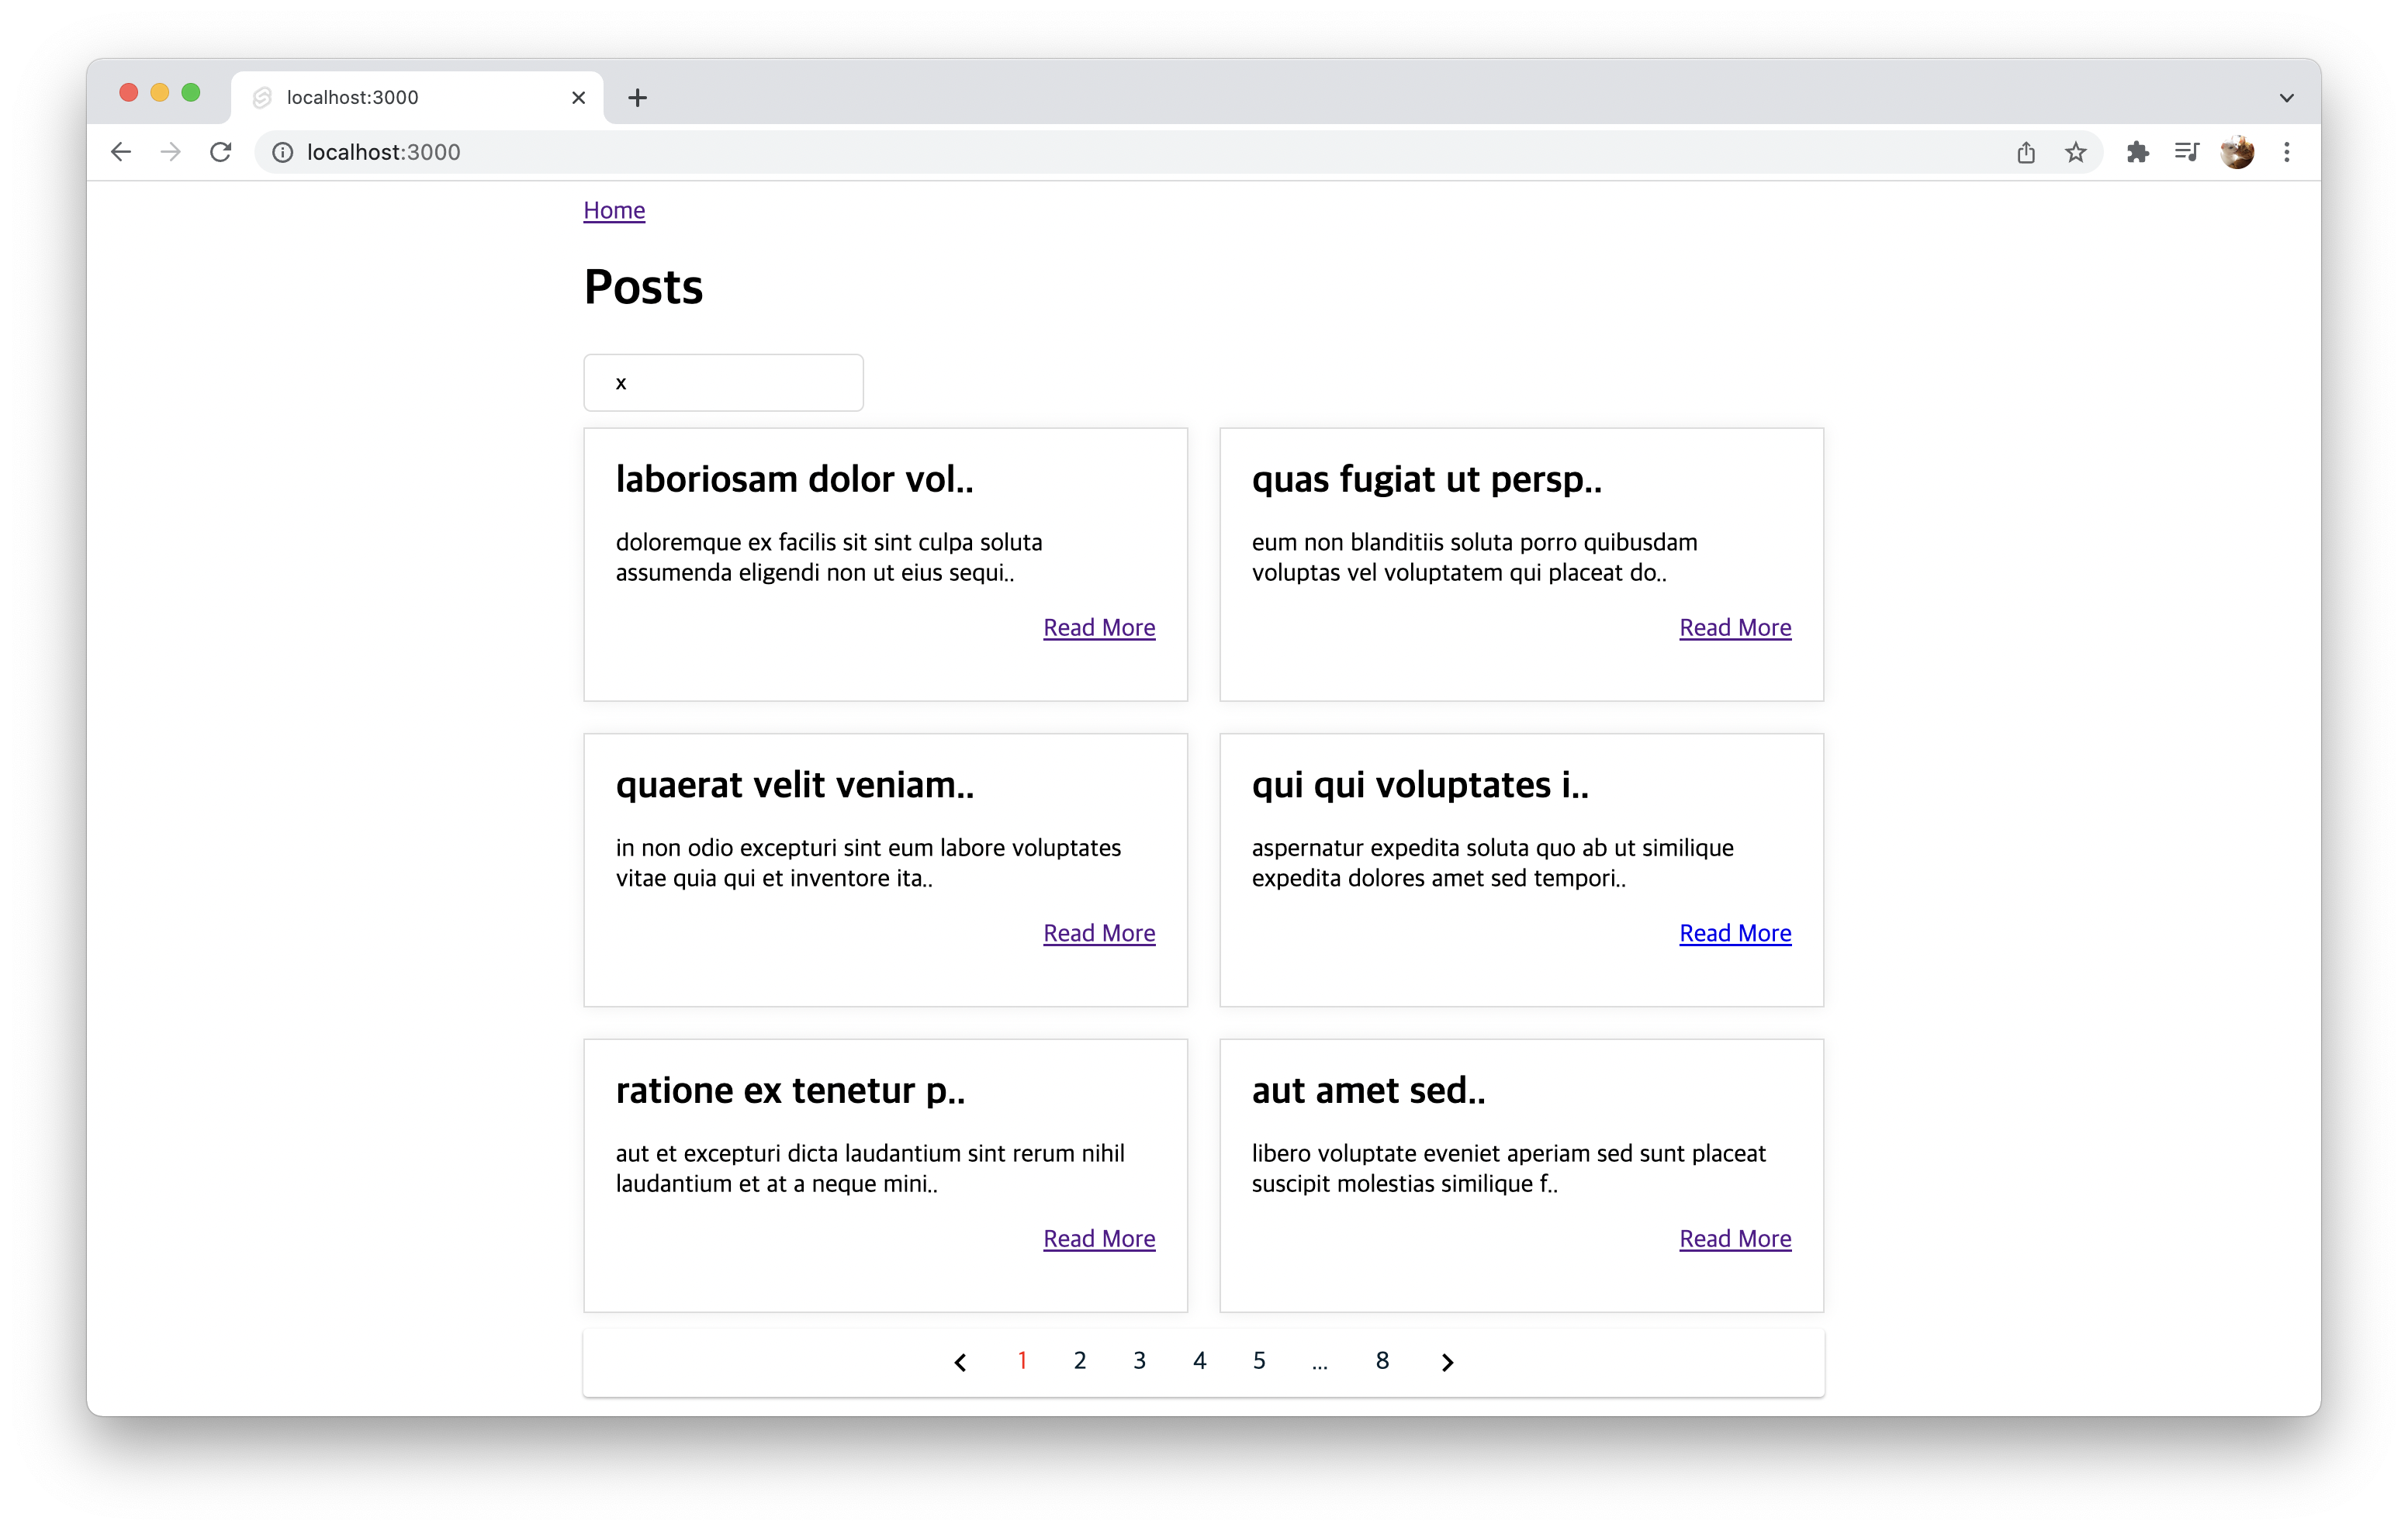 localhost:3000
localhost:3000
Home
Posts
x
laboriosam dolor vol..
doloremque ex facilis sit sint culpa soluta
assumenda eligendi non ut eius sequi..
Read More
quas fugiat ut persp..
eum non blanditiis soluta porro quibusdam
voluptas vel voluptatem qui placeat do..
Read More
quaerat velit veniam..
in non odio excepturi sint eum labore voluptates
vitae quia qui et inventore ita..
Read More
qui qui voluptates i..
aspernatur expedita soluta quo ab ut similique
expedita dolores amet sed tempori..
Read More
ratione ex tenetur p..
aut et excepturi dicta laudantium sint rerum nihil
laudantium et at a neque mini..
Read More
aut amet sed..
libero voluptate eveniet aperiam sed sunt placeat
suscipit molestias similique f..
Read More
1 2 3 4 5 ... 8